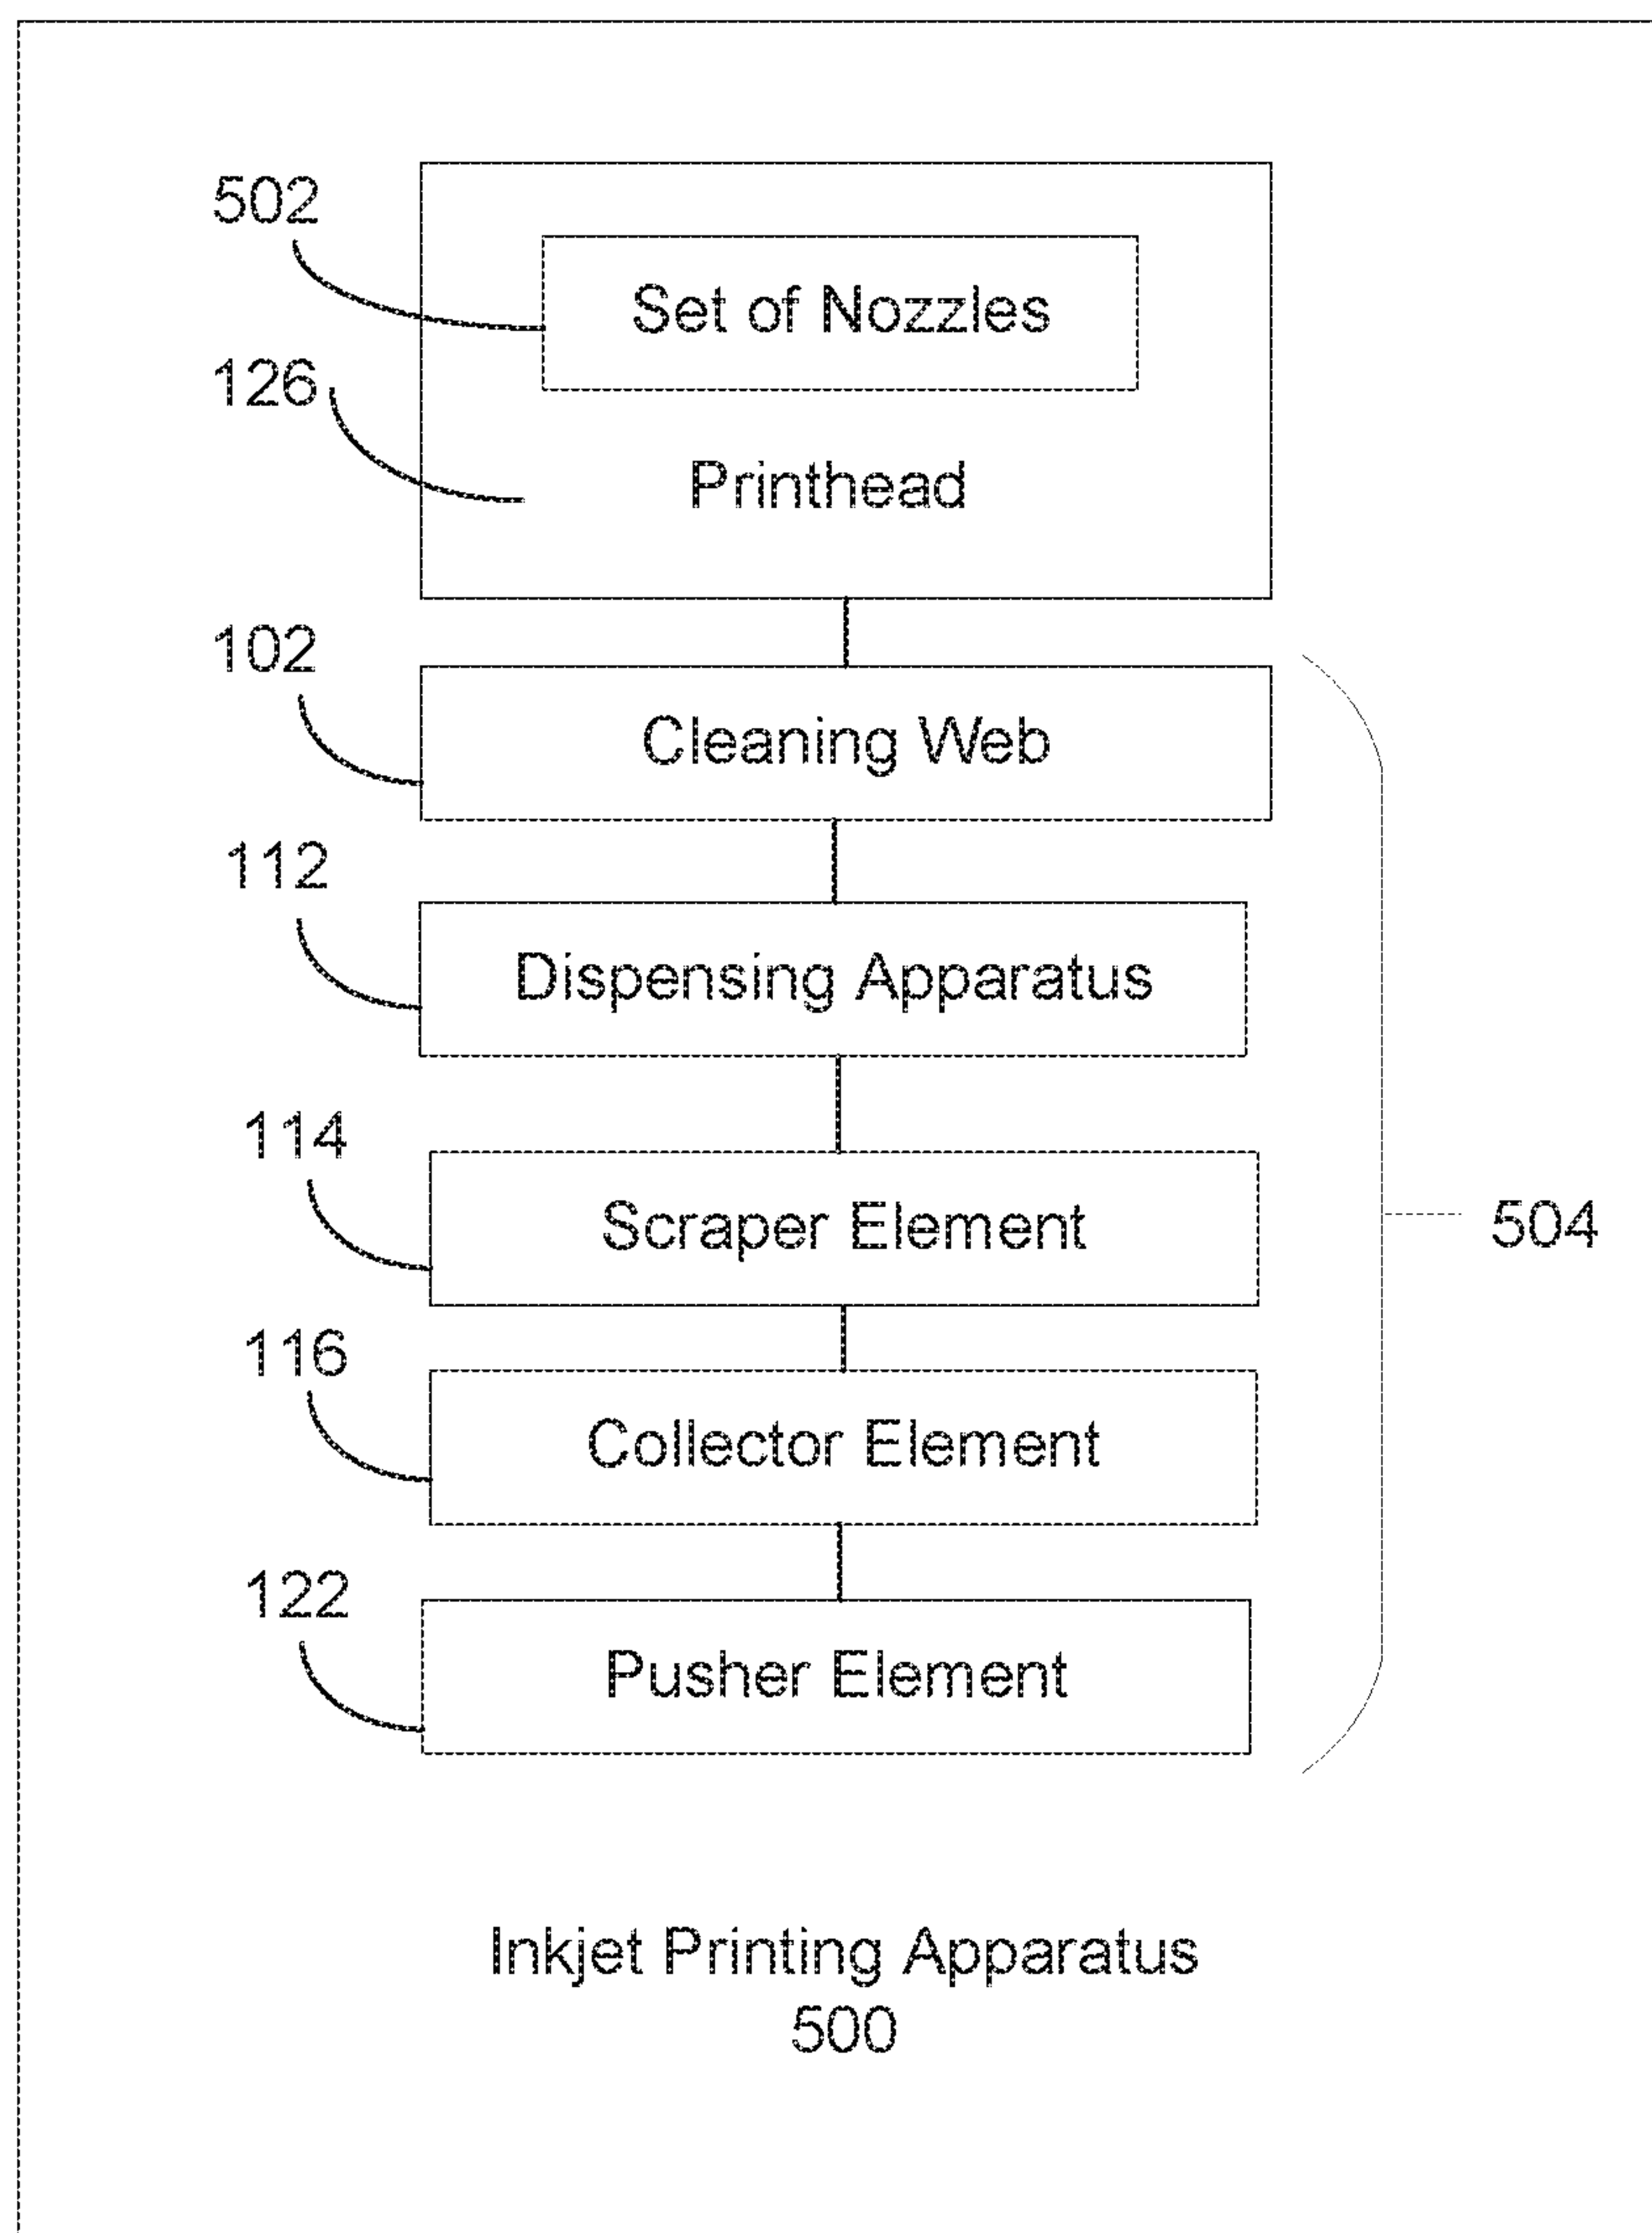 502
Set of Nozzles
126
Printhead
102
Cleaning Web
112
Dispensing Apparatus
114
Scraper Element
504
116
Collector Element
122
Pusher Element
Inkjet Printing Apparatus
500